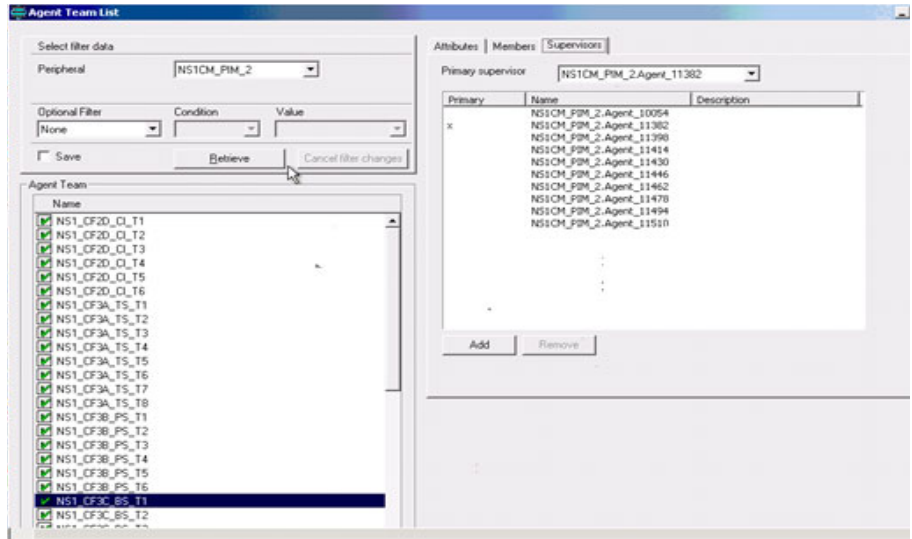 Agent Team List
Select filter data
Peripheral
NS1CM_PIM_2
Optional Filter
Condition
Value
None
Save
Retrieve
Cancel filter changes
Agent Team
Name
NS1_CF2D_CI_T1
NS1_CF2D_CI_T2
NS1_CF2D_CI_T3
NS1_CF2D_CI_T4
NS1_CF2D_CI_T5
NS1_CF2D_CI_T6
NS1_CF3A_TS_T1
NS1_CF3A_TS_T2
NS1_CF3A_TS_T3
NS1_CF3A_TS_T4
NS1_CF3A_TS_T5
NS1_CF3A_TS_T6
NS1_CF3A_TS_T7
NS1_CF3A_TS_T8
NS1_CF3B_PS_T1
NS1_CF3B_PS_T2
NS1_CF3B_PS_T3
NS1_CF3B_PS_T4
NS1_CF3B_PS_T5
NS1_CF3B_PS_T6
NS1_CF3C_BS_T1
NS1_CF3C_BS_T2
Attributes Members Supervisors
Primary supervisor
NS1CM_PIM_2.Agent_11382
Primary Name Description
NS1CM_PIM_2.Agent_10054
x NS1CM_PIM_2.Agent_11382
NS1CM_PIM_2.Agent_11398
NS1CM_PIM_2.Agent_11414
NS1CM_PIM_2.Agent_11430
NS1CM_PIM_2.Agent_11446
NS1CM_PIM_2.Agent_11462
NS1CM_PIM_2.Agent_11478
NS1CM_PIM_2.Agent_11494
NS1CM_PIM_2.Agent_11510
Add
Remove